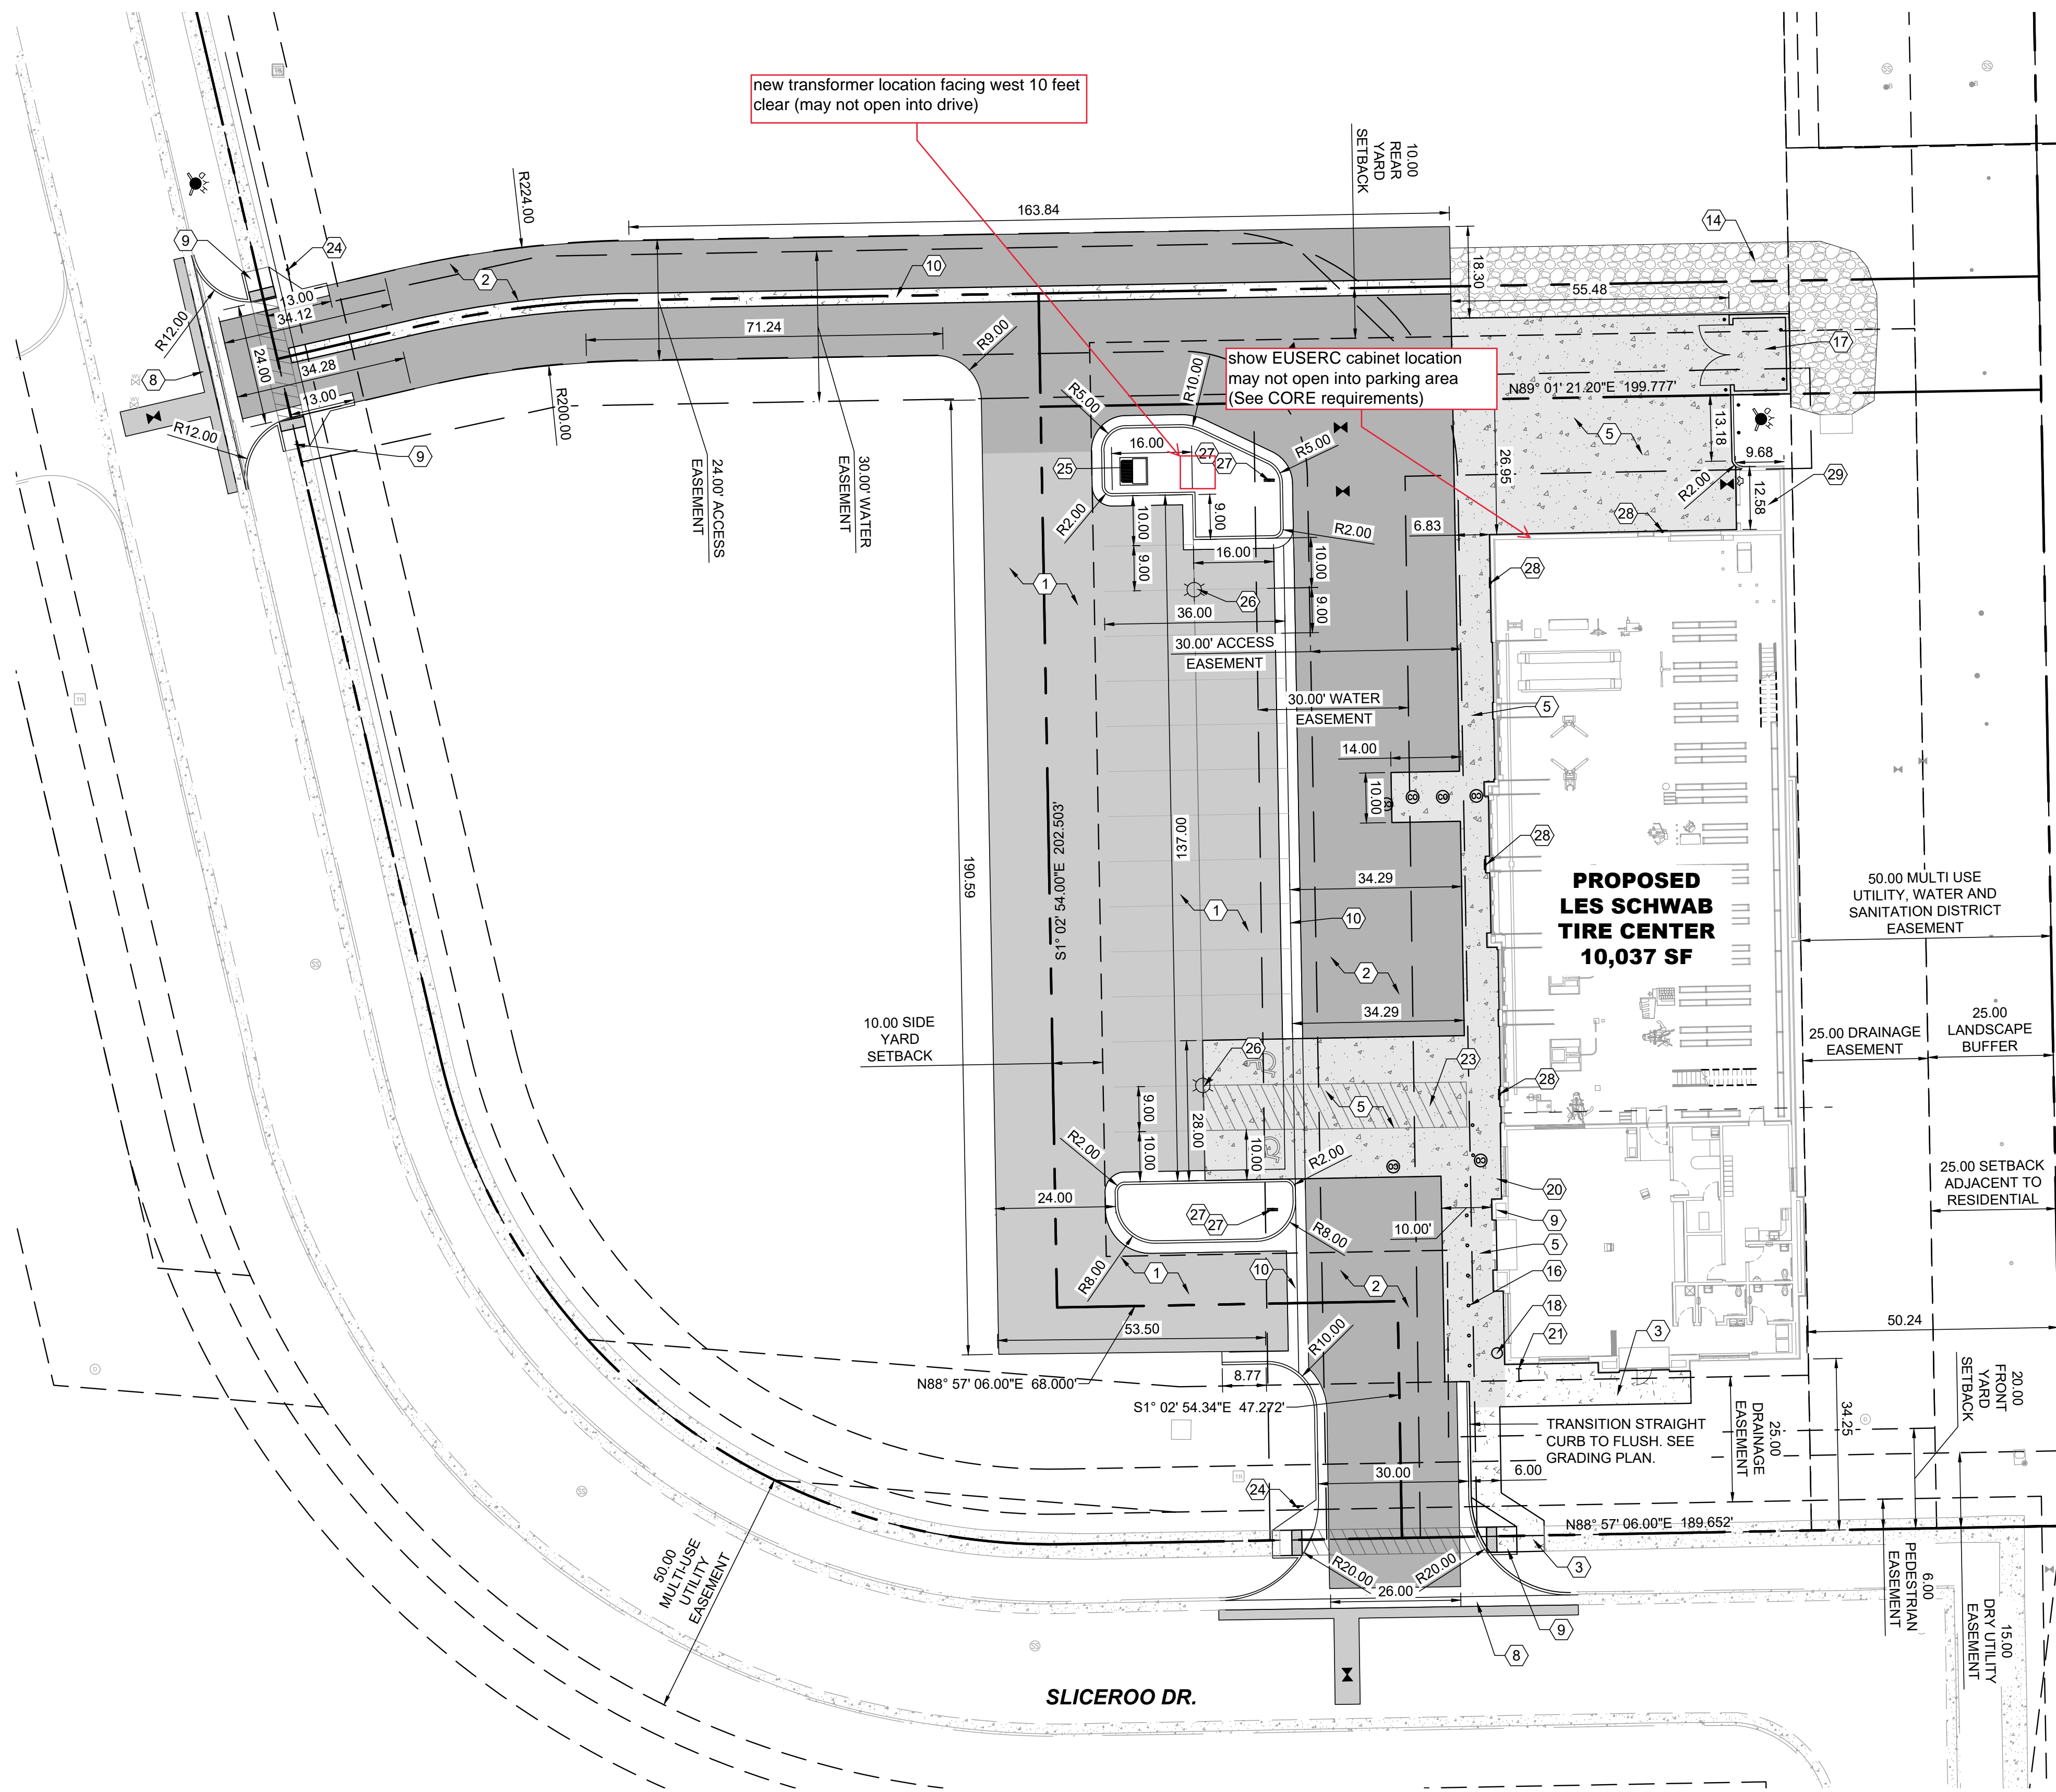 new transformer location facing west 10 feet
clear (may not open into drive)
10.00
REAR
YARD
SETBACK
R224.00
163.84
14
9
24
2
10
18.30
55.48
13.00
34.12
R12.00
71.24
R9.00
17
show EUSERC cabinet location
may not open into parking area
(See CORE requirements)
N89° 01' 21.20"E 199.777'
24.00
34.28
8
13.00
R12.00
9
R200.00
R5.00
R10.00
HYD
13.18
9.68
5
16.00
27
27
R5.00
25
24.00' ACCESS
EASEMENT
30.00' WATER
EASEMENT
26.95
R2.00
12.58
29
28
R2.00
10.00
9.00
R2.00
6.83
16.00
9.00
10.00
28
1
26
9.00
36.00
30.00' ACCESS
EASEMENT
30.00' WATER
EASEMENT
5
TR
14.00
10.00
28
S1° 02' 54.00"E 202.503'
137.00
190.59
34.29
PROPOSED
LES SCHWAB
TIRE CENTER
10,037 SF
50.00 MULTI USE
UTILITY, WATER AND
SANITATION DISTRICT
EASEMENT
1
10
2
SS
34.29
10.00 SIDE
YARD
SETBACK
26
23
25.00 DRAINAGE
EASEMENT
25.00
LANDSCAPE
BUFFER
28
9.00
5
28.00
10.00
R2.00
10.00
R2.00
25.00 SETBACK
ADJACENT TO
RESIDENTIAL
24.00
20
27
27
9
R8.00
10.00'
5
R8.00
1
10
2
16
18
53.50
R10.00
21
3
50.24
N88° 57' 06.00"E 68.000'
8.77
S1° 02' 54.34"E 47.272'
20.00
FRONT
YARD
SETBACK
TRANSITION STRAIGHT
CURB TO FLUSH. SEE
GRADING PLAN.
25.00
DRAINAGE
EASEMENT
34.25
30.00
6.00
TR
24
N88° 57' 06.00"E 189.652'
SS
50.00
MULTI-USE
UTILITY
EASEMENT
R20.00
R20.00
26.00
3
6.00
PEDESTRIAN
EASEMENT
15.00
DRY UTILITY
EASEMENT
9
8
SS
SLICEROO DR.